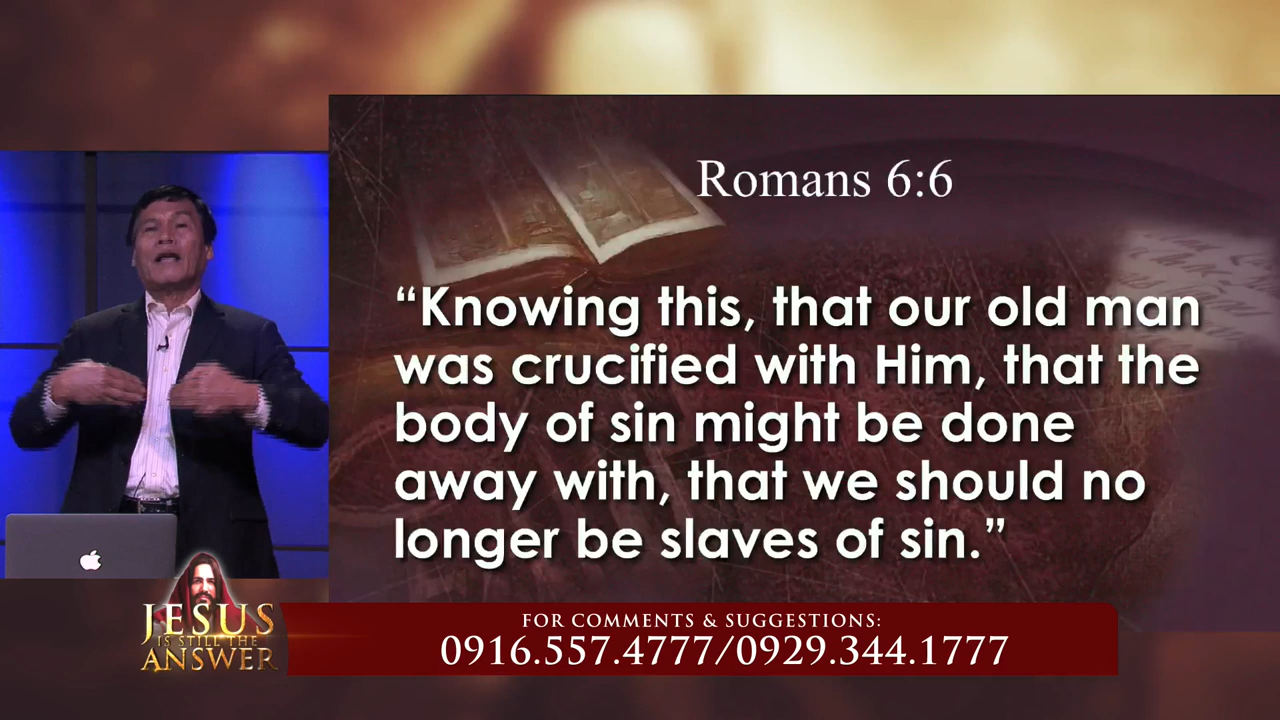 Romans 6:6
“Knowing this, that our old man
was crucified with Him, that the
body of sin might be done
away with, that we should no
longer be slaves of sin.”
JESUS
IS STILL THE
ANSWER
FOR COMMENTS & SUGGESTIONS:
0916.557.4777/0929.344.1777